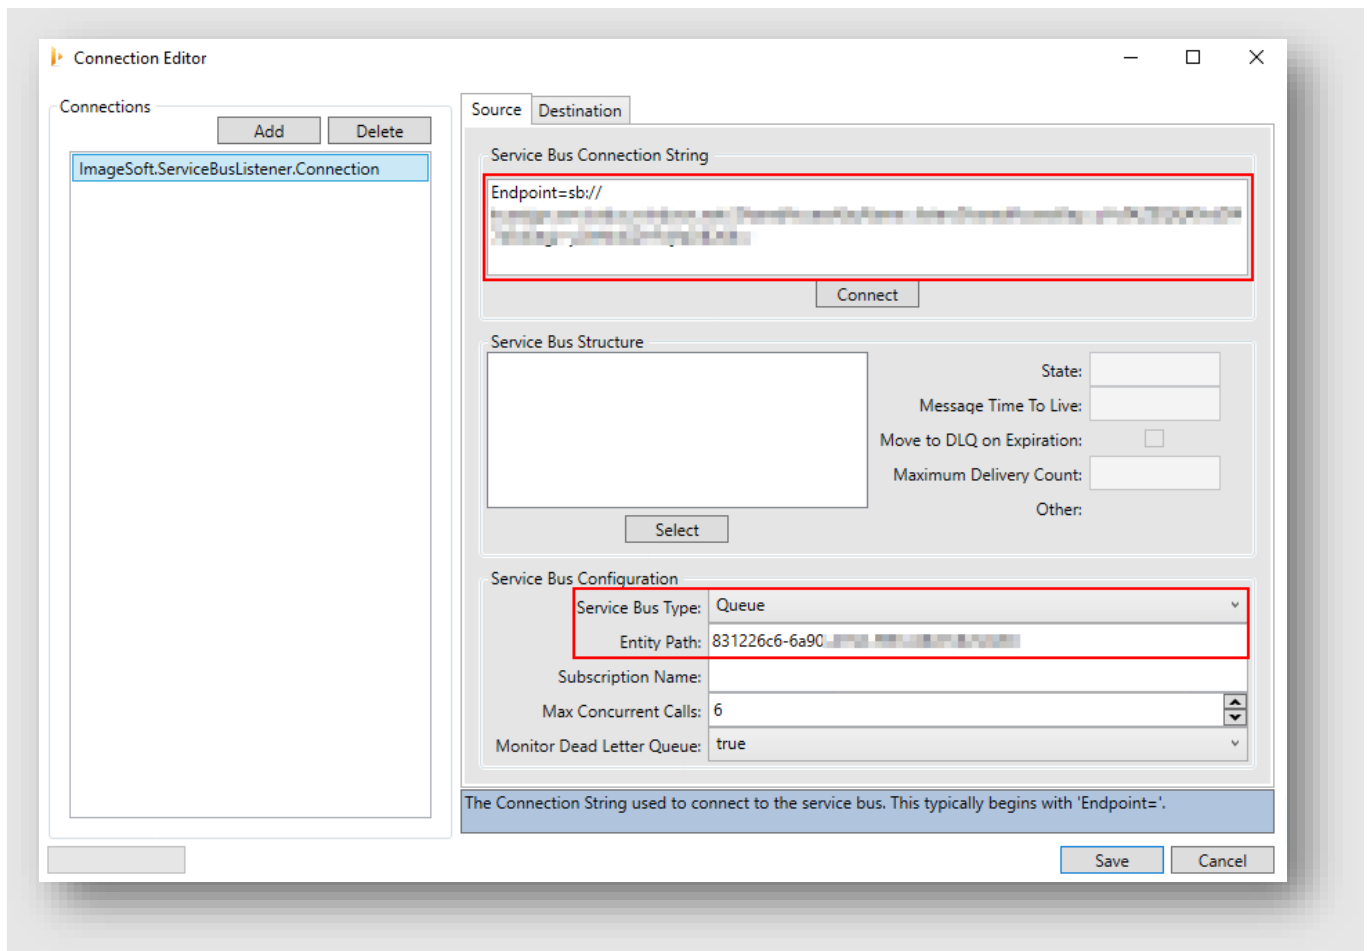 Connection Editor
Connections
Add
Delete
ImageSoft.ServiceBusListener.Connection
Source
Destination
Service Bus Connection String
Endpoint=sb://
Connect
Service Bus Structure
State:
Message Time To Live:
Move to DLQ on Expiration:
Maximum Delivery Count:
Other:
Select
Service Bus Configuration
Service Bus Type: Queue
Entity Path: 831226c6-6a90
Subscription Name:
Max Concurrent Calls: 6
Monitor Dead Letter Queue: true
The Connection String used to connect to the service bus. This typically begins with 'Endpoint='.
Save
Cancel